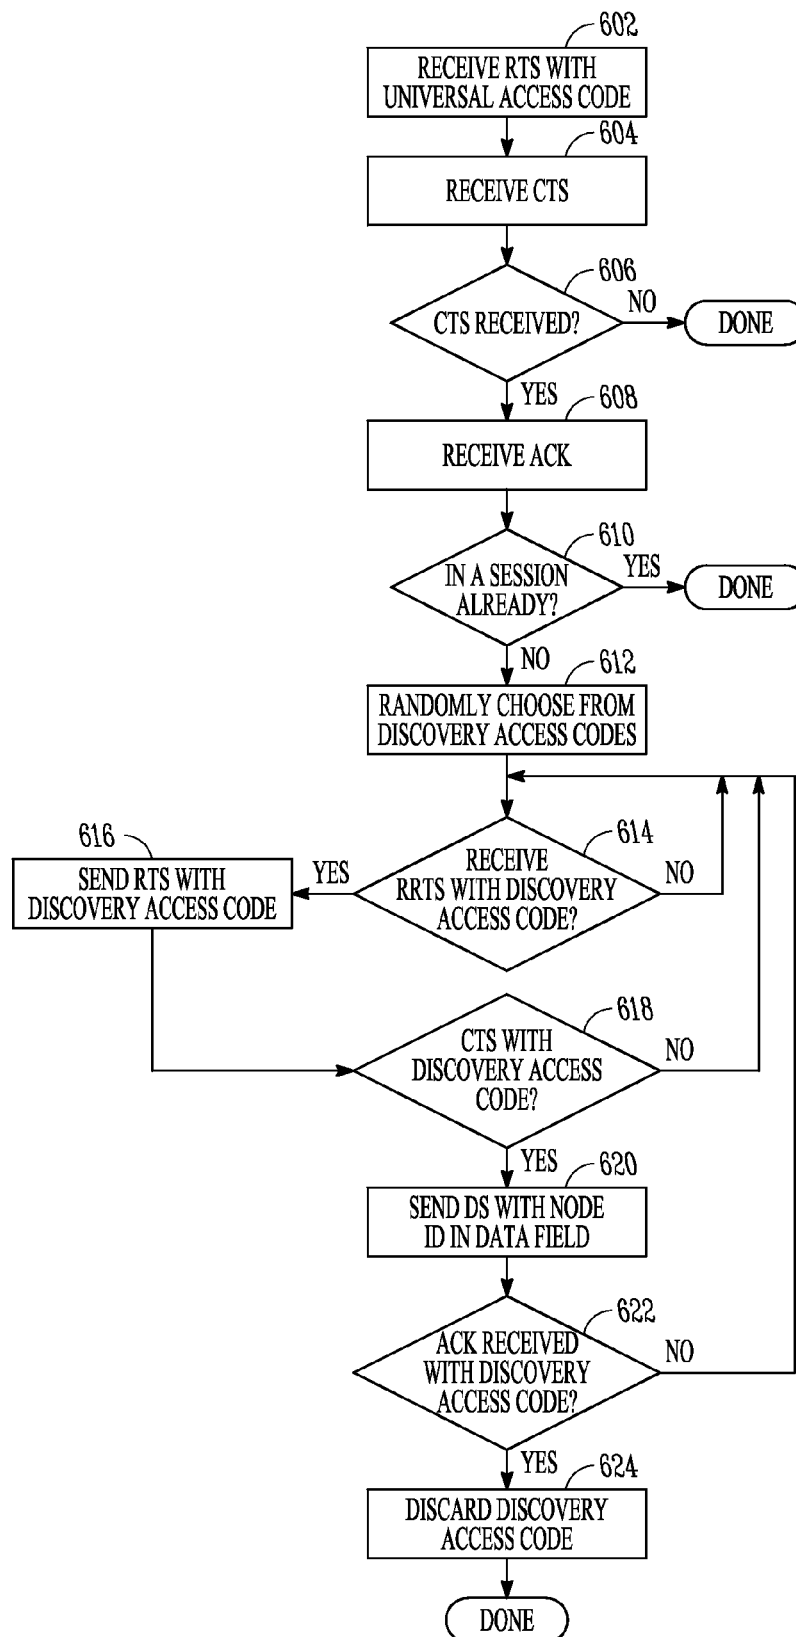 602
RECEIVE RTS WITH
UNIVERSAL ACCESS CODE
604
RECEIVE CTS
606
CTS RECEIVED?
NO
DONE
YES
608
RECEIVE ACK
610
IN A SESSION
ALREADY?
YES
DONE
NO
612
RANDOMLY CHOOSE FROM
DISCOVERY ACCESS CODES
614
RECEIVE
RRTS WITH DISCOVERY
ACCESS CODE?
NO
YES
616
SEND RTS WITH
DISCOVERY ACCESS CODE
618
CTS WITH
DISCOVERY ACCESS
CODE?
NO
YES
620
SEND DS WITH NODE
ID IN DATA FIELD
622
ACK RECEIVED
WITH DISCOVERY
ACCESS CODE?
NO
YES
624
DISCARD DISCOVERY
ACCESS CODE
DONE